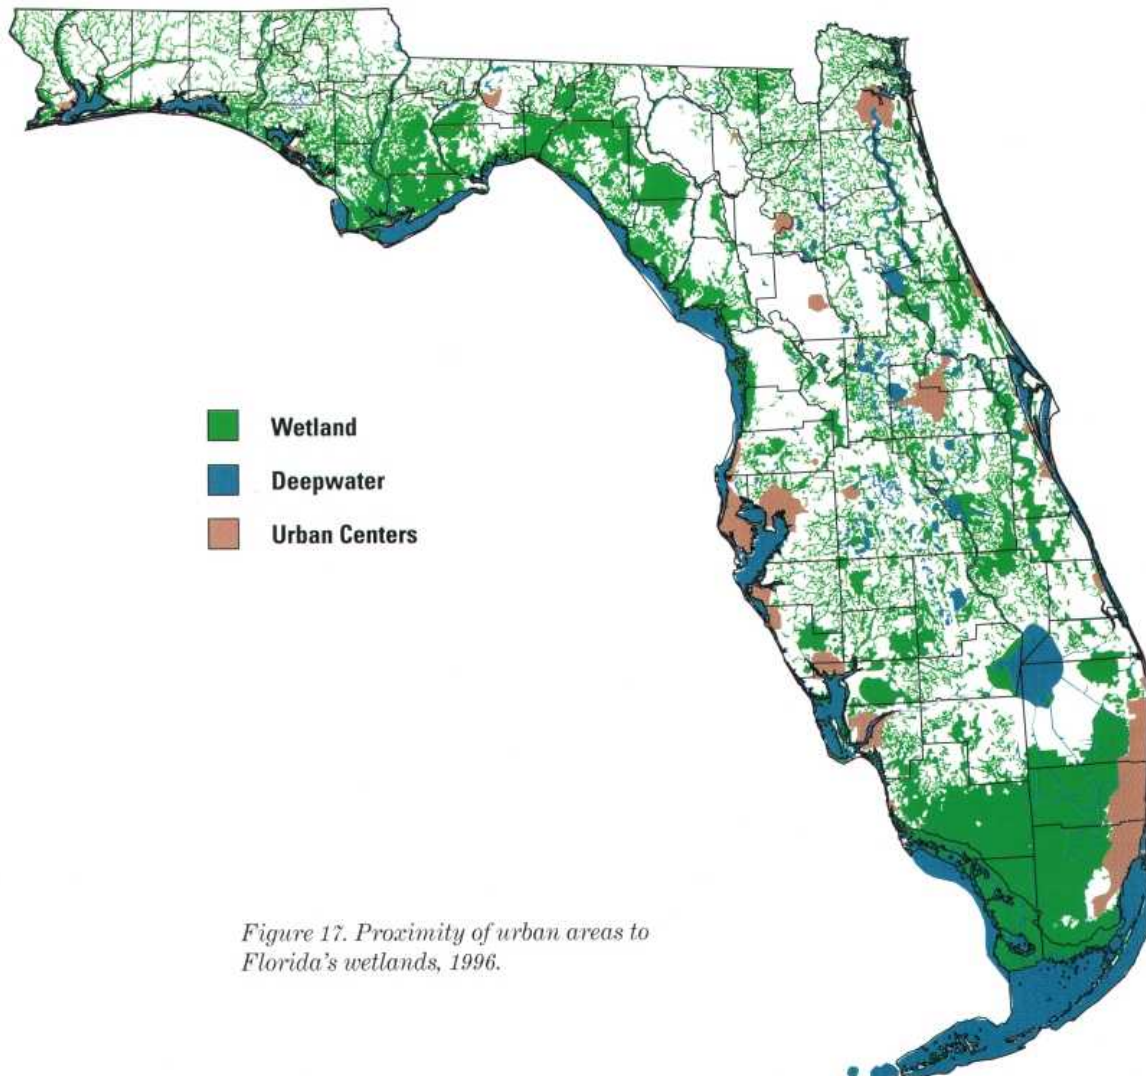 Wetland
Deepwater
Urban Centers
Figure 17. Proximity of urban areas to
Florida's wetlands, 1996.